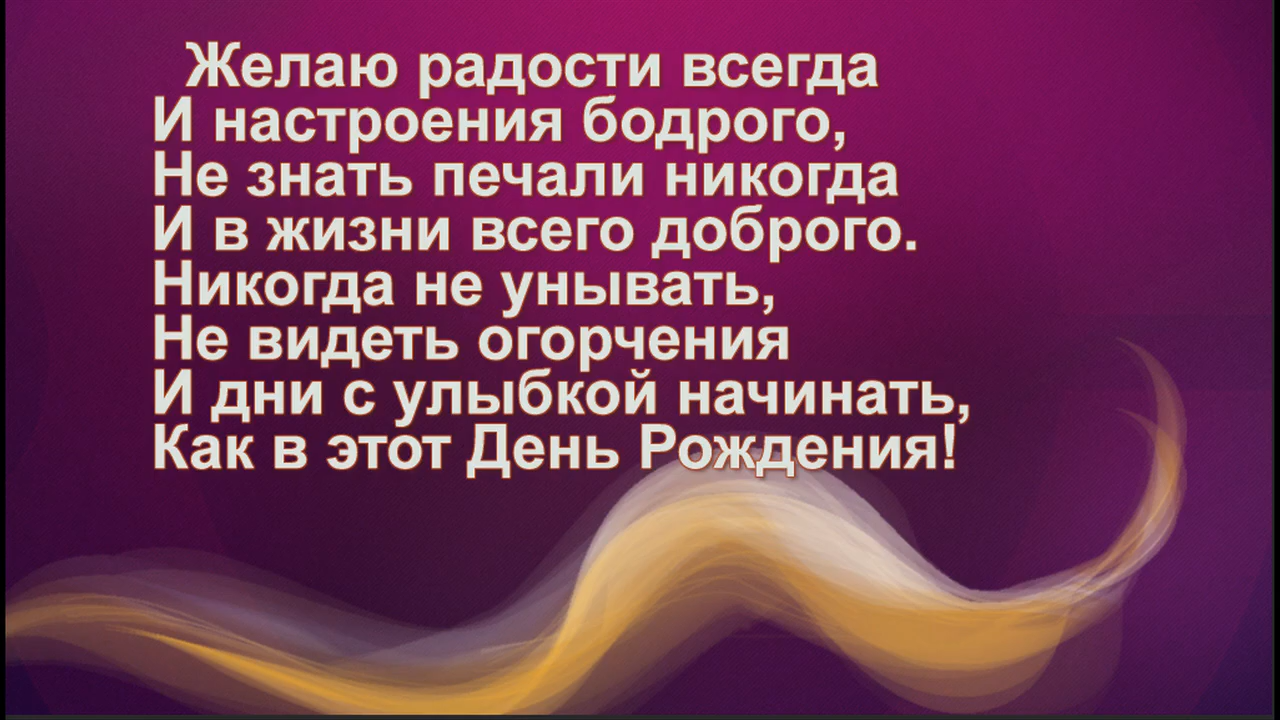 Желаю радости всегда
И настроения бодрого,
Не знать печали никогда
И в жизни всего доброго.
Никогда не унывать,
Не видеть огорчения
И дни с улыбкой начинать,
Как в этот День Рождения!